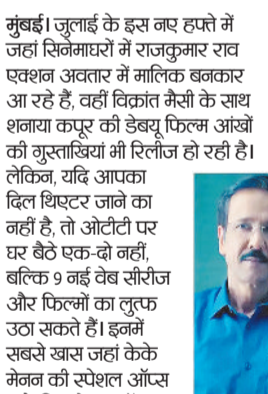 मुंबई। जुलाई के इस नए हफ्ते में
जहां सिनेमाघरों में राजकुमार राव
एक्शन अवतार में मालिक बनकार
आ रहे हैं, वहीं विक्रांत मैसी के साथ
शनाया कपूर की डेबयू फिल्म आंखों
की गुस्ताखियां भी रिलीज हो रही है।
लेकिन, यदि आपका
दिल थिएटर जाने का
नहीं है, तो ओटीटी पर
घर बैठे एक-दो नहीं,
बल्कि 9 नई वेब सीरीज
और फिल्मों का लुत्फ
उठा सकते हैं। इनमें
सबसे खास जहां केके
मेनन की स्पेशल ऑप्स